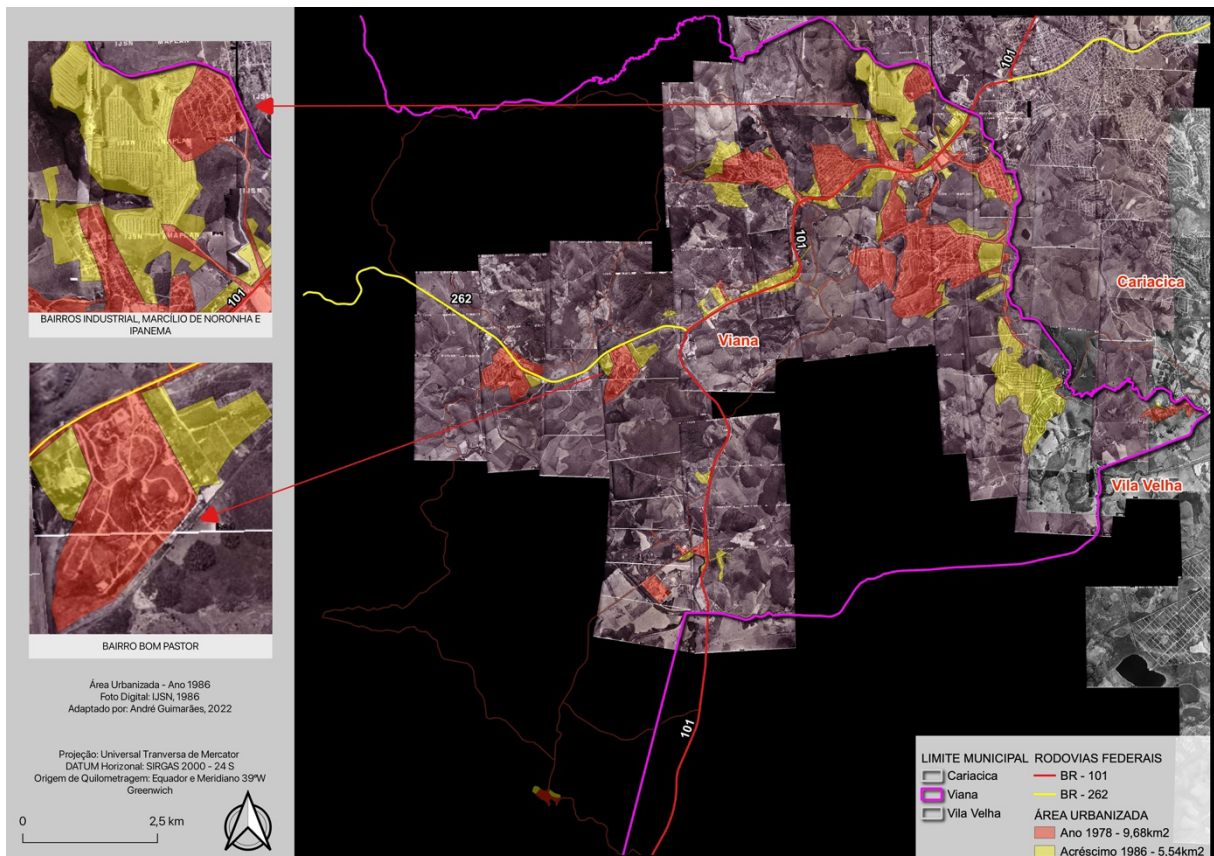 BAIRROS INDUSTRIAL, MARCÍLIO DE NORONHA E
IPANEMA
BAIRRO BOM PASTOR
Área Urbanizada - Ano 1986
Foto Digital: IJSN, 1986
Adaptado por: André Guimarães, 2022
Projeção: Universal Tranversa de Mercator
DATUM Horizonal: SIRGAS 2000 - 24 S
Origem de Quilometragem: Equador e Meridiano 39ºW
Greenwich
0 2,5 km
101
101
101
262
101
101
Viana
Cariacica
Vila Velha
LIMITE MUNICIPAL
Cariacica
Viana
Vila Velha
RODOVIAS FEDERAIS
BR - 101
BR - 262
ÁREA URBANIZADA
Ano 1978 - 9,68km2
Acréscimo 1986 - 5,54km2